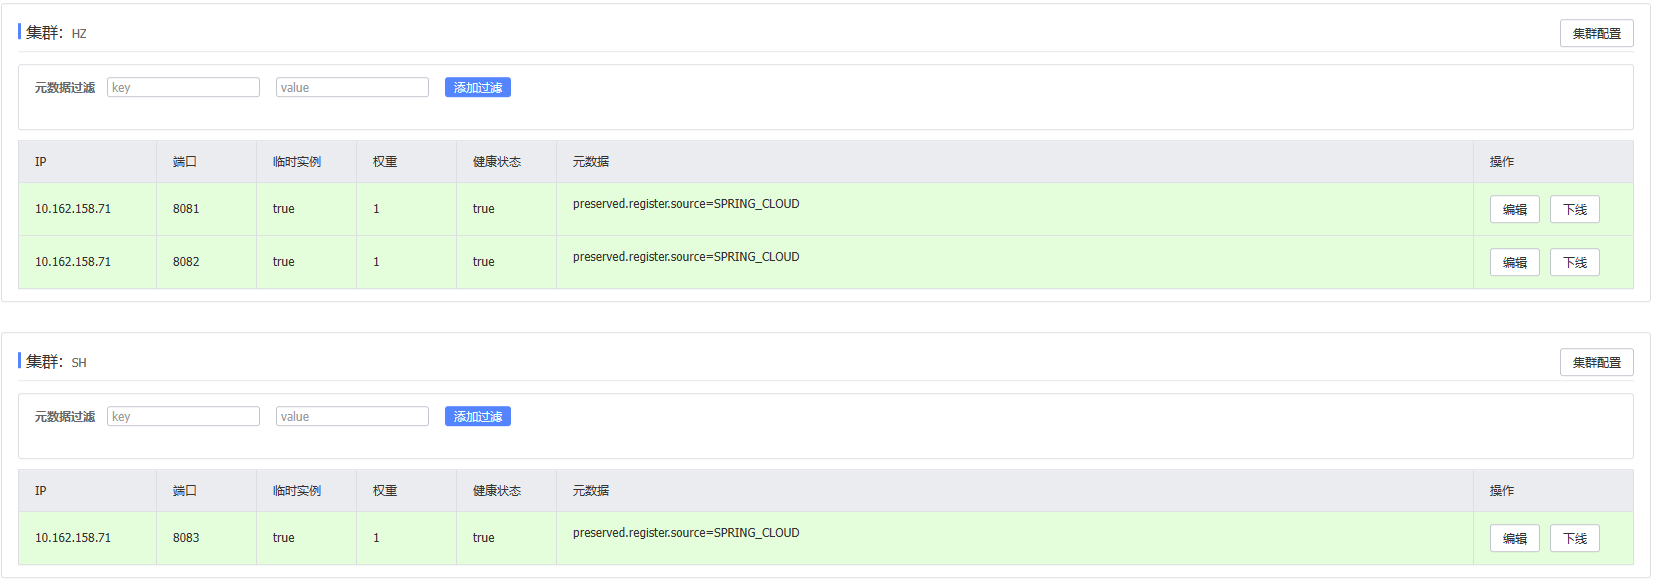 集群: HZ 集群配置
元数据过滤 key value 添加过滤
IP 端口 临时实例 权重 健康状态 元数据 操作
10.162.158.71 8081 true 1 true preserved.register.source=SPRING_CLOUD 编辑 下线
10.162.158.71 8082 true 1 true preserved.register.source=SPRING_CLOUD 编辑 下线
集群: SH 集群配置
元数据过滤 key value 添加过滤
IP 端口 临时实例 权重 健康状态 元数据 操作
10.162.158.71 8083 true 1 true preserved.register.source=SPRING_CLOUD 编辑 下线